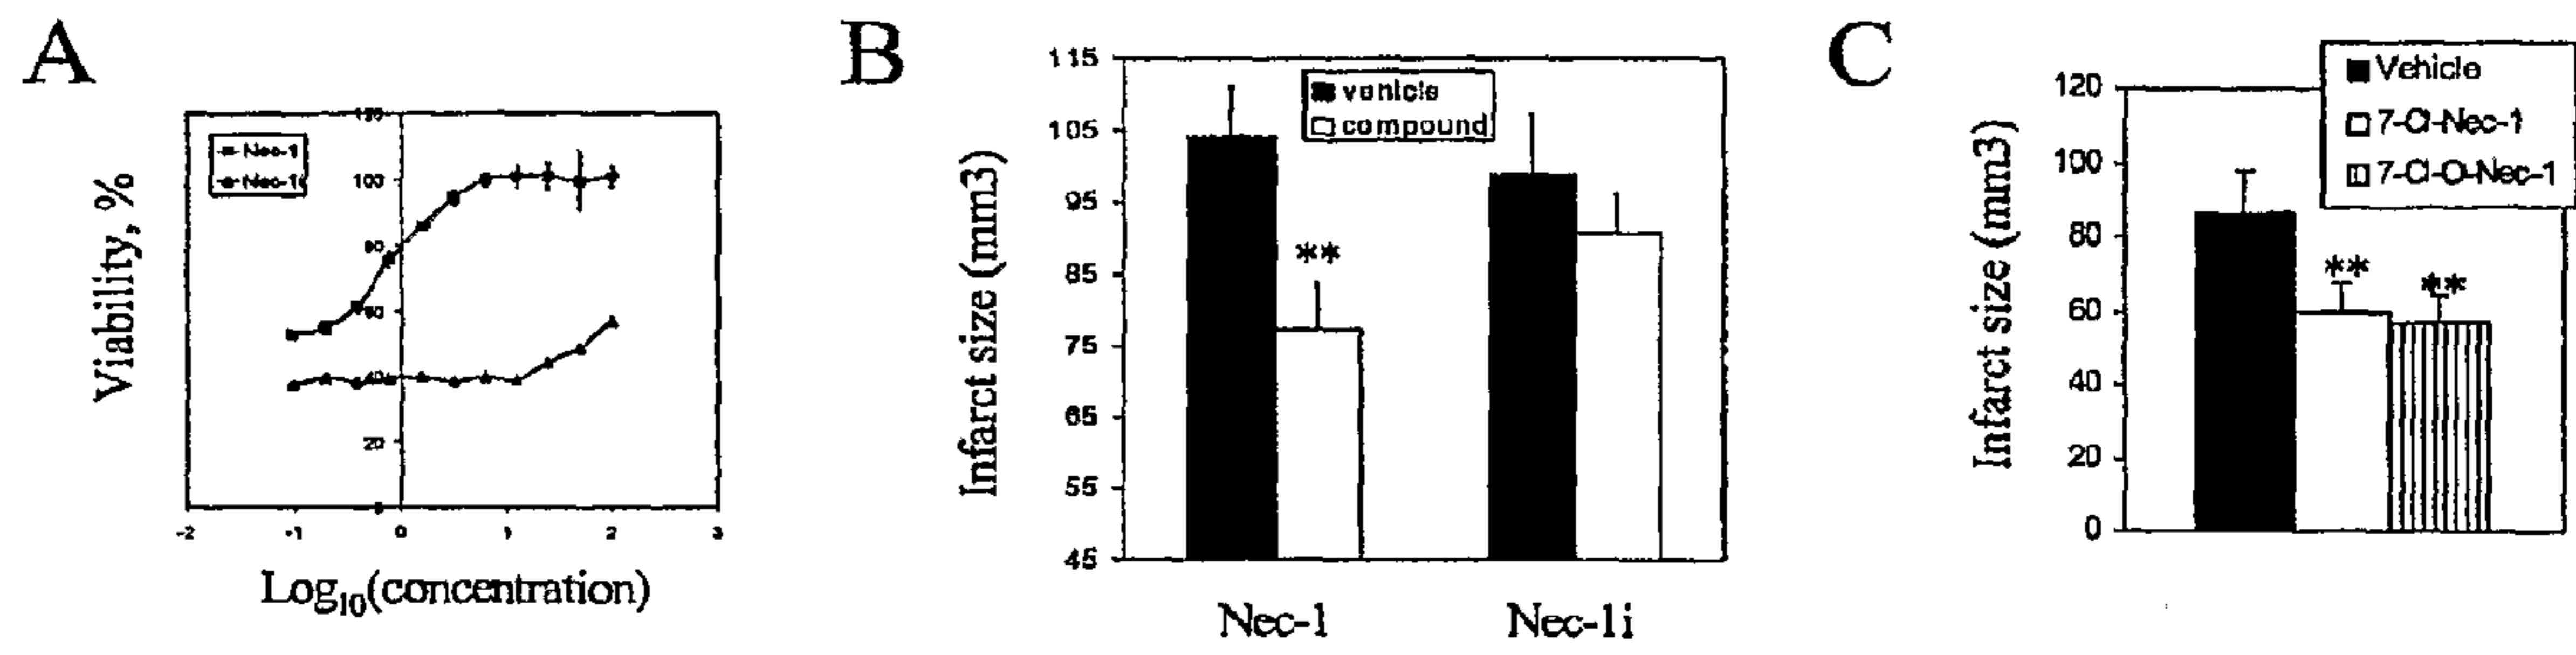 A
Viability, %
Nec-1
100
20
-2 -1 0 1 2 3
Log10(concentration)
B
Infarct size (mm3)
115
105
95
85
75
65
55
45
vehicle
compound
**
Nec-1 Nec-1i
C
Infarct size (mm3)
120
100
80
60
40
20
0
Vehicle
7-Cl-Nec-1
7-Cl-O-Nec-1
**
**